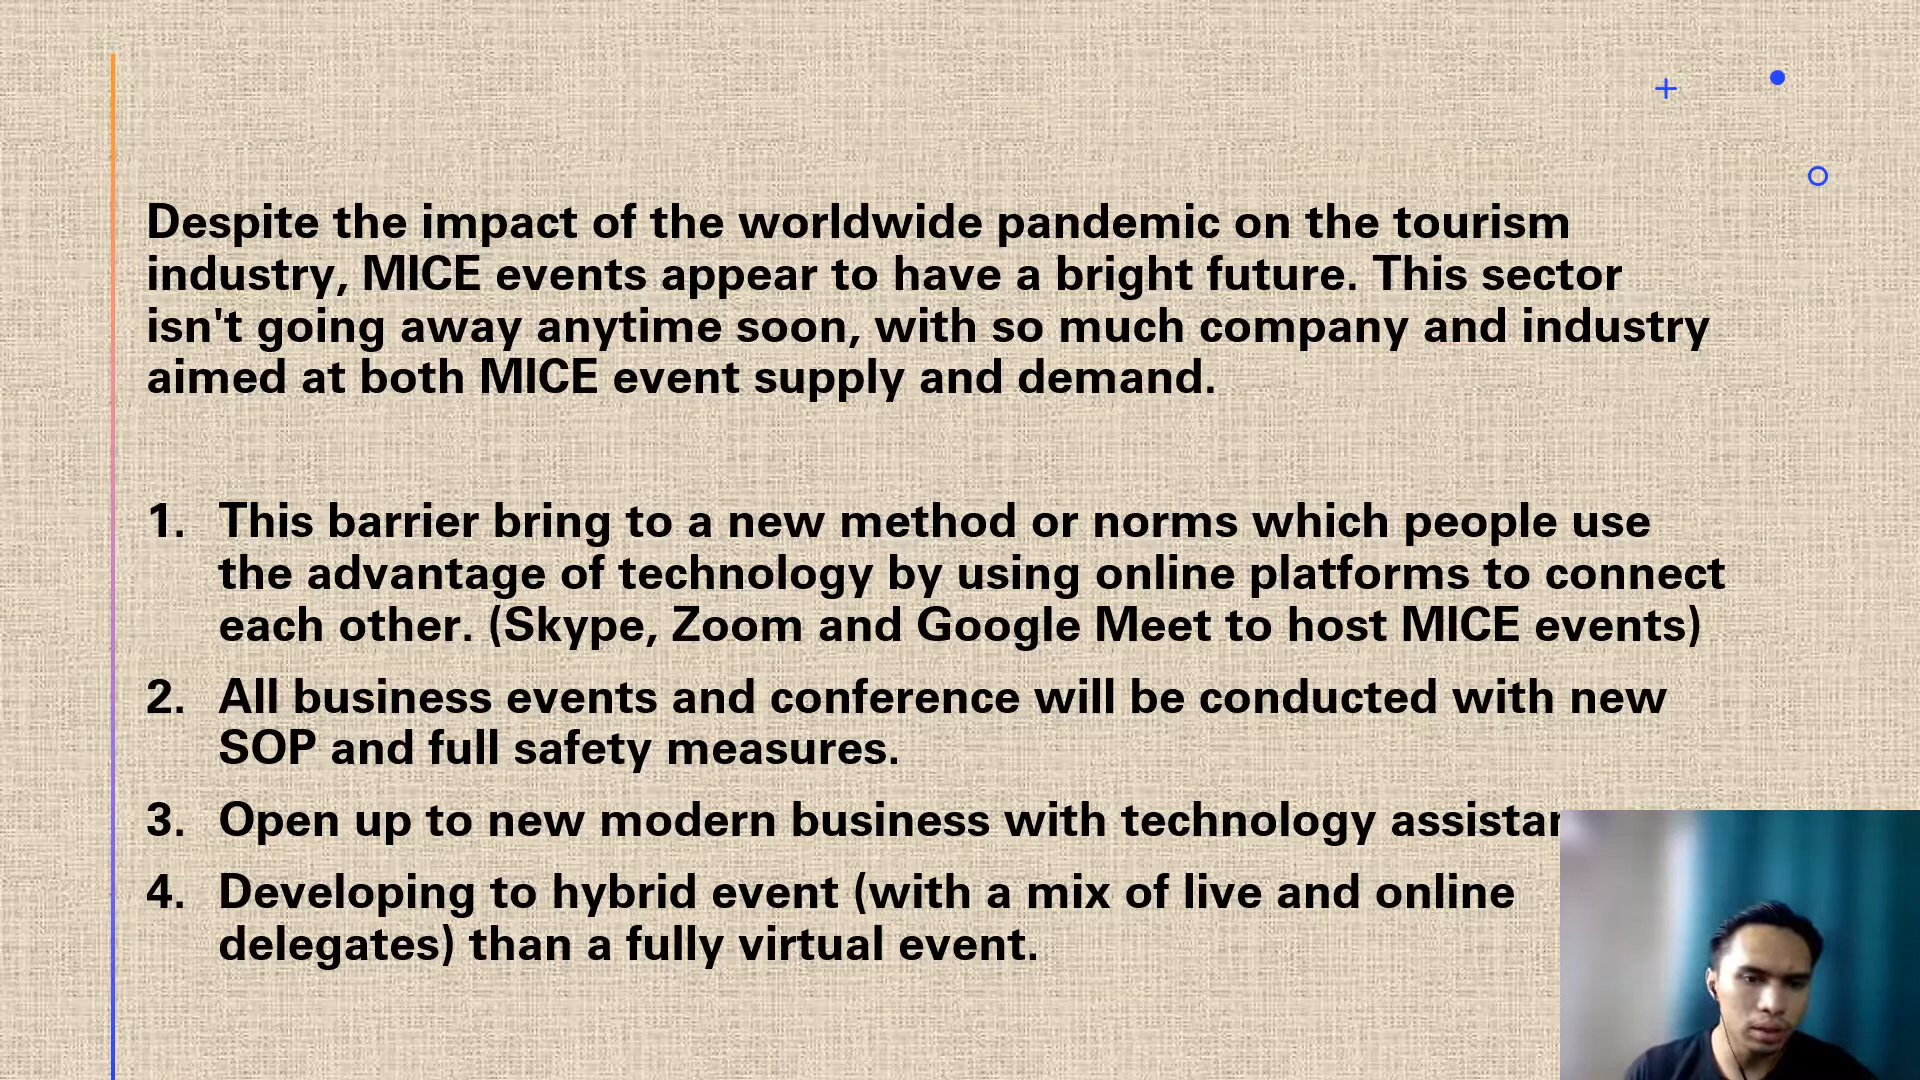 Despite the impact of the worldwide pandemic on the tourism
industry, MICE events appear to have a bright future. This sector
isn't going away anytime soon, with so much company and industry
aimed at both MICE event supply and demand.
1. This barrier bring to a new method or norms which people use
the advantage of technology by using online platforms to connect
each other. (Skype, Zoom and Google Meet to host MICE events)
2. All business events and conference will be conducted with new
SOP and full safety measures.
3. Open up to new modern business with technology
4. Developing to hybrid event (with a mix of live and online
delegates) than a fully virtual event.